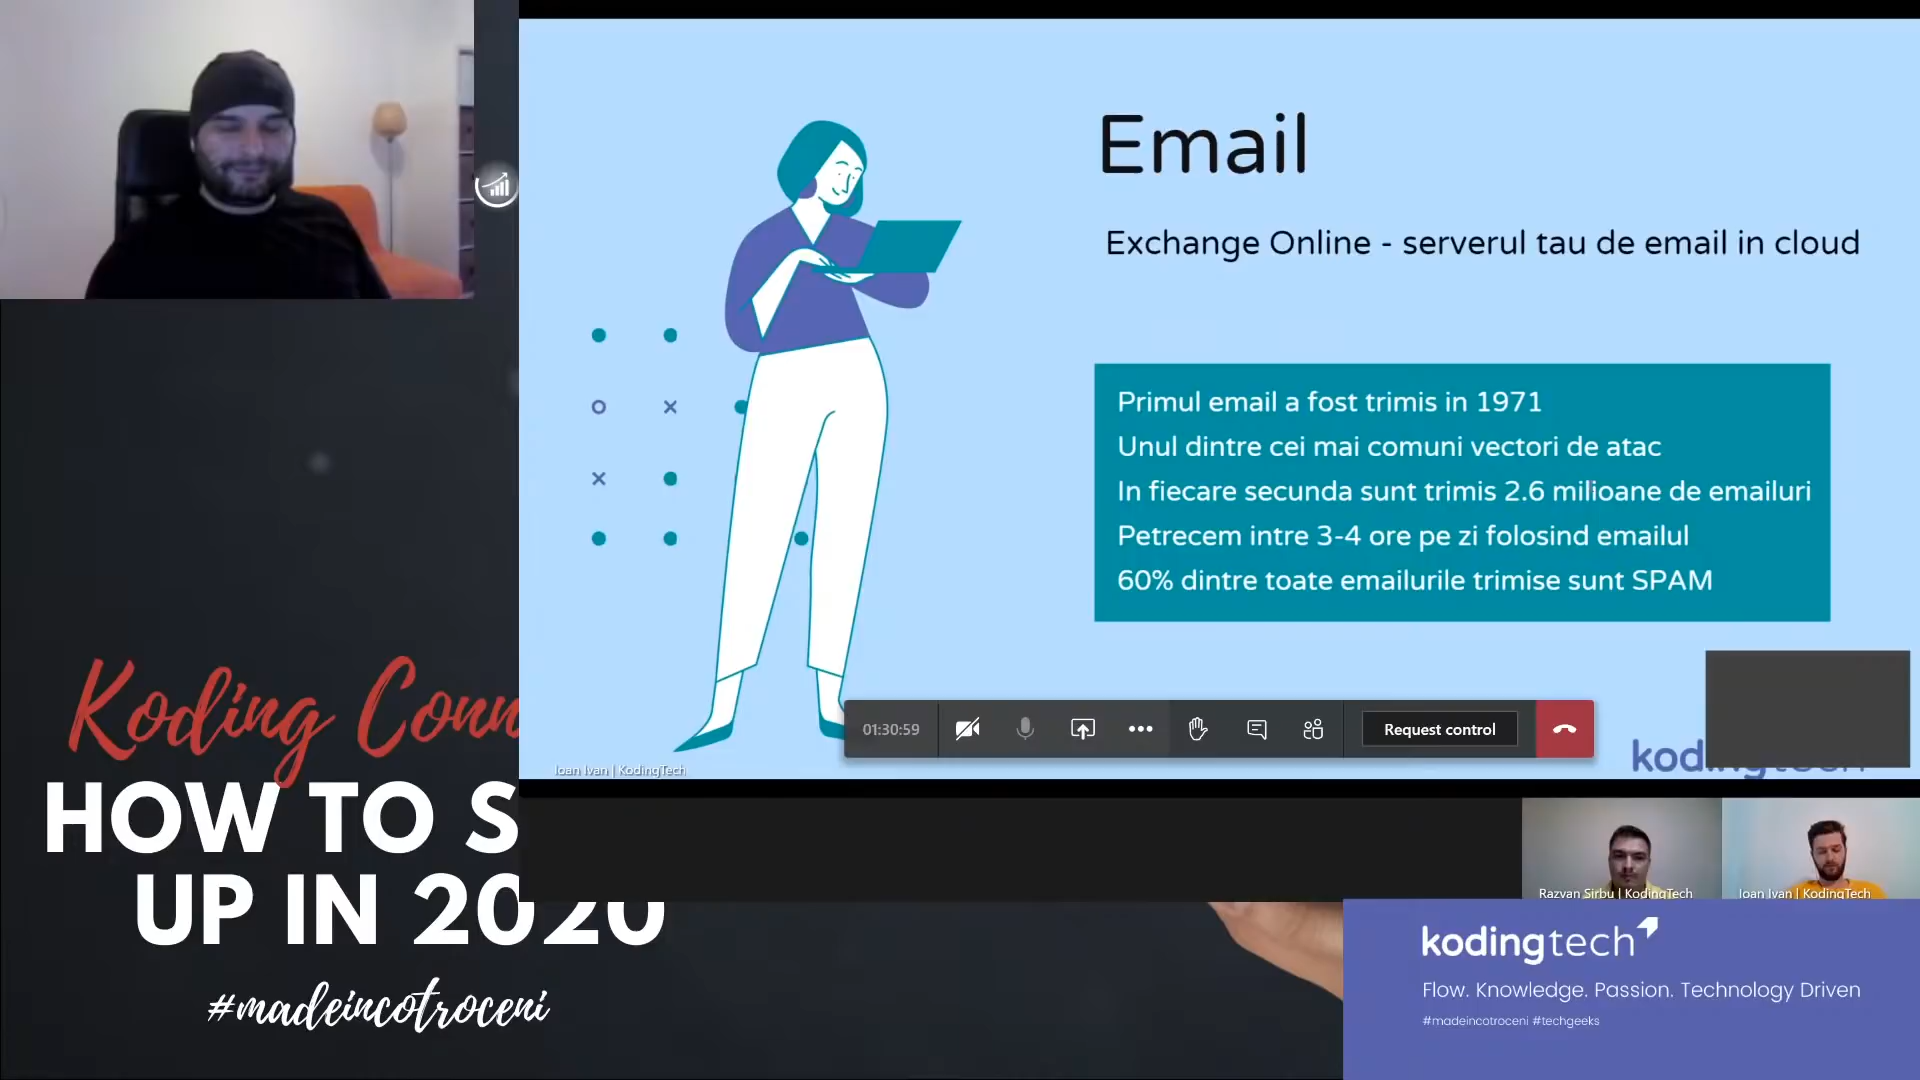 Email
Exchange Online - serverul tau de email in cloud
Primul email a fost trimis in 1971
Unul dintre cei mai comuni vectori de atac
In fiecare secunda sunt trimis 2.6 milioane de emailuri
Petrecem intre 3-4 ore pe zi folosind emailul
60% dintre toate emailurile trimise sunt SPAM
01:30:59
Request control
Ioan Ivan | KodingTech
Koding Conn
HOW TO S
UP IN 2020
#madeincotroceni
Razvan Sirbu | KodingTech
Ioan Ivan | KodingTech
kodingtech
Flow. Knowledge. Passion. Technology Driven
#madeincotroceni #techgeeks